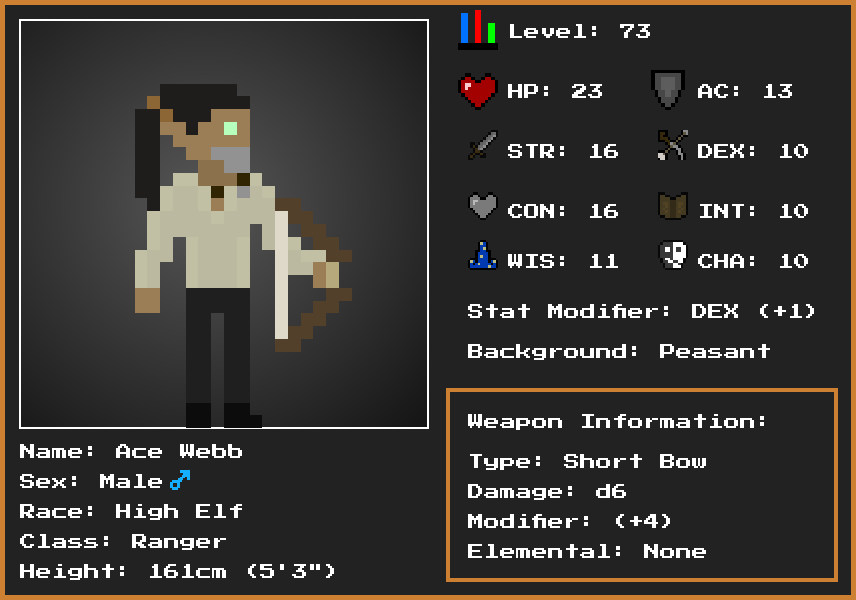 Level: 73
HP: 23
AC: 13
STR: 16
DEX: 10
CON: 16
INT: 10
WIS: 11
CHA: 10
Stat Modifier: DEX (+1)
Background: Peasant
Weapon Information:
Type: Short Bow
Damage: d6
Modifier: (+4)
Elemental: None
Name: Ace Webb
Sex: Male ♂
Race: High Elf
Class: Ranger
Height: 161cm (5'3")